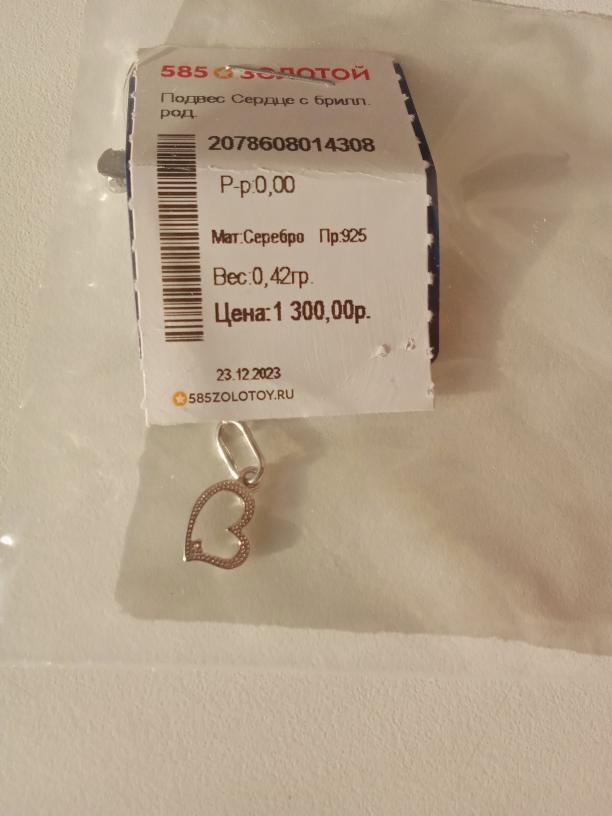 585 ЗОЛОТОЙ
Подвес Сердце с брилл.
род.
2078608014308
Р-р:0,00
Мат:Серебро Пр:925
Вес:0,42гр.
Цена:1 300,00р.
23.12.2023
585ZOLOTOY.RU